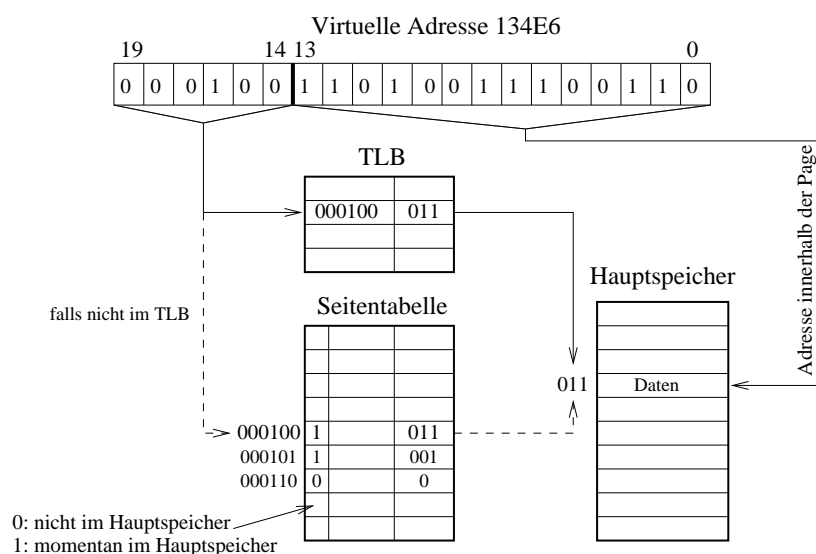 Virtuelle Adresse 134E6
19 14 13 0
0 0 0 1 0 0 1 1 0 1 0 0 1 1 1 0 0 1 1 0
TLB
000100 011
Adresse innerhalb der Page
Hauptspeicher
falls nicht im TLB
Seitentabelle
011 Daten
000100 1 011
000101 1 001
000110 0 0
0: nicht im Hauptspeicher
1: momentan im Hauptspeicher